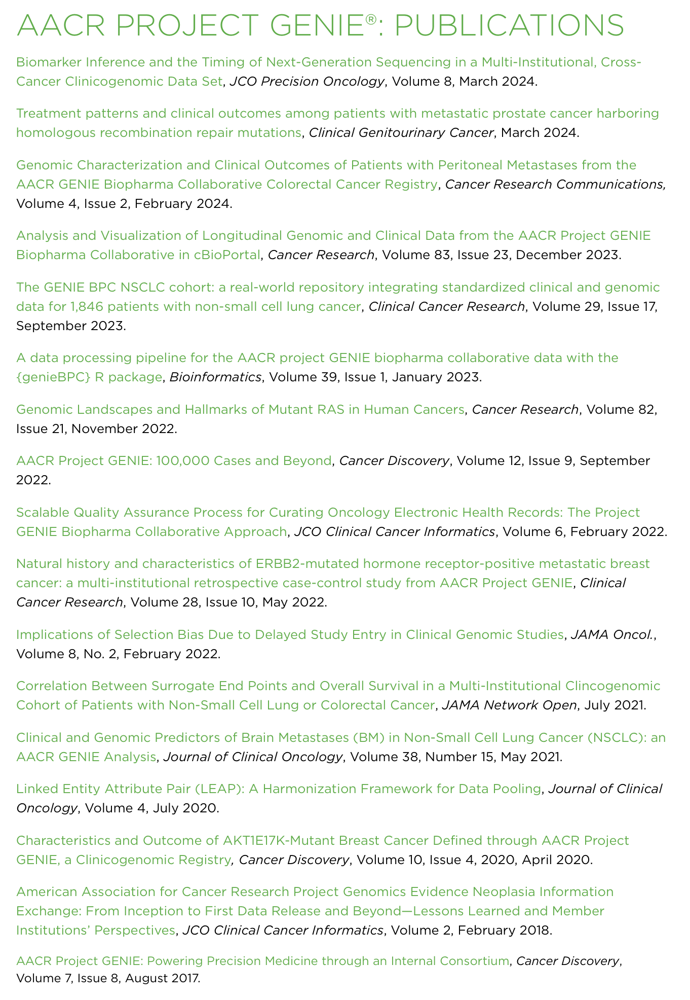 AACR PROJECT GENIE®: PUBLICATIONS
Biomarker Inference and the Timing of Next-Generation Sequencing in a Multi-Institutional, Cross-
Cancer Clinicogenomic Data Set, JCO Precision Oncology, Volume 8, March 2024.
Treatment patterns and clinical outcomes among patients with metastatic prostate cancer harboring
homologous recombination repair mutations, Clinical Genitourinary Cancer, March 2024.
Genomic Characterization and Clinical Outcomes of Patients with Peritoneal Metastases from the
AACR GENIE Biopharma Collaborative Colorectal Cancer Registry, Cancer Research Communications,
Volume 4, Issue 2, February 2024.
Analysis and Visualization of Longitudinal Genomic and Clinical Data from the AACR Project GENIE
Biopharma Collaborative in cBioPortal, Cancer Research, Volume 83, Issue 23, December 2023.
The GENIE BPC NSCLC cohort: a real-world repository integrating standardized clinical and genomic
data for 1,846 patients with non-small cell lung cancer, Clinical Cancer Research, Volume 29, Issue 17,
September 2023.
A data processing pipeline for the AACR project GENIE biopharma collaborative data with the
{genieBPC} R package, Bioinformatics, Volume 39, Issue 1, January 2023.
Genomic Landscapes and Hallmarks of Mutant RAS in Human Cancers, Cancer Research, Volume 82,
Issue 21, November 2022.
AACR Project GENIE: 100,000 Cases and Beyond, Cancer Discovery, Volume 12, Issue 9, September
2022.
Scalable Quality Assurance Process for Curating Oncology Electronic Health Records: The Project
GENIE Biopharma Collaborative Approach, JCO Clinical Cancer Informatics, Volume 6, February 2022.
Natural history and characteristics of ERBB2-mutated hormone receptor-positive metastatic breast
cancer: a multi-institutional retrospective case-control study from AACR Project GENIE, Clinical
Cancer Research, Volume 28, Issue 10, May 2022.
Implications of Selection Bias Due to Delayed Study Entry in Clinical Genomic Studies, JAMA Oncol.,
Volume 8, No. 2, February 2022.
Correlation Between Surrogate End Points and Overall Survival in a Multi-Institutional Clincogenomic
Cohort of Patients with Non-Small Cell Lung or Colorectal Cancer, JAMA Network Open, July 2021.
Clinical and Genomic Predictors of Brain Metastases (BM) in Non-Small Cell Lung Cancer (NSCLC): an
AACR GENIE Analysis, Journal of Clinical Oncology, Volume 38, Number 15, May 2021.
Linked Entity Attribute Pair (LEAP): A Harmonization Framework for Data Pooling, Journal of Clinical
Oncology, Volume 4, July 2020.
Characteristics and Outcome of AKT1E17K-Mutant Breast Cancer Defined through AACR Project
GENIE, a Clinicogenomic Registry, Cancer Discovery, Volume 10, Issue 4, 2020, April 2020.
American Association for Cancer Research Project Genomics Evidence Neoplasia Information
Exchange: From Inception to First Data Release and Beyond—Lessons Learned and Member
Institutions’ Perspectives, JCO Clinical Cancer Informatics, Volume 2, February 2018.
AACR Project GENIE: Powering Precision Medicine through an Internal Consortium, Cancer Discovery,
Volume 7, Issue 8, August 2017.